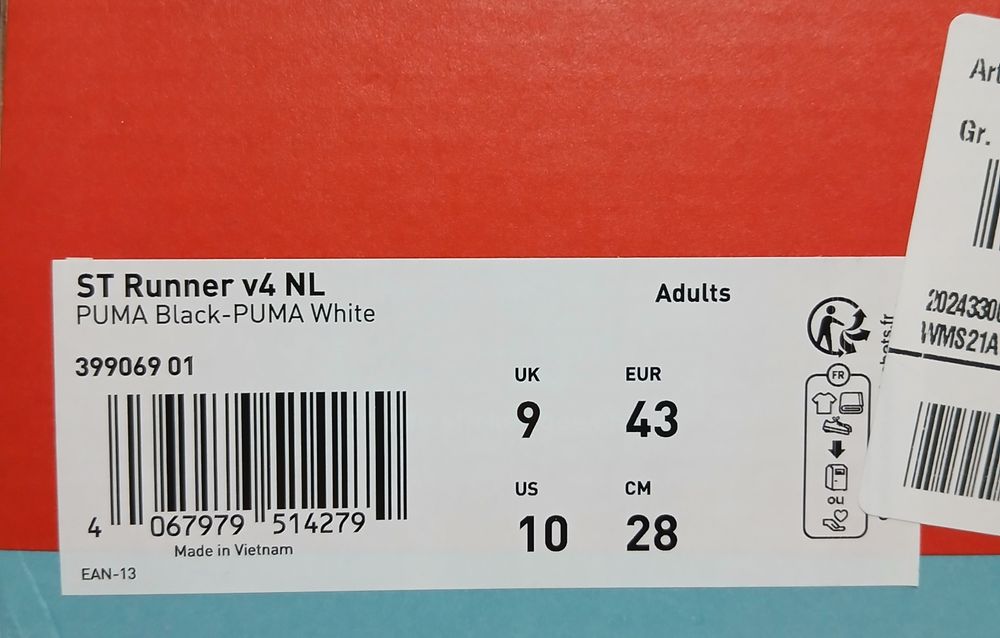 ST Runner v4 NL
PUMA Black-PUMA White
Adults
399069 01
UK
9
EUR
43
US
10
CM
28
4 067979 514279
Made in Vietnam
EAN-13
FR
ou
Gr.
WMS21A